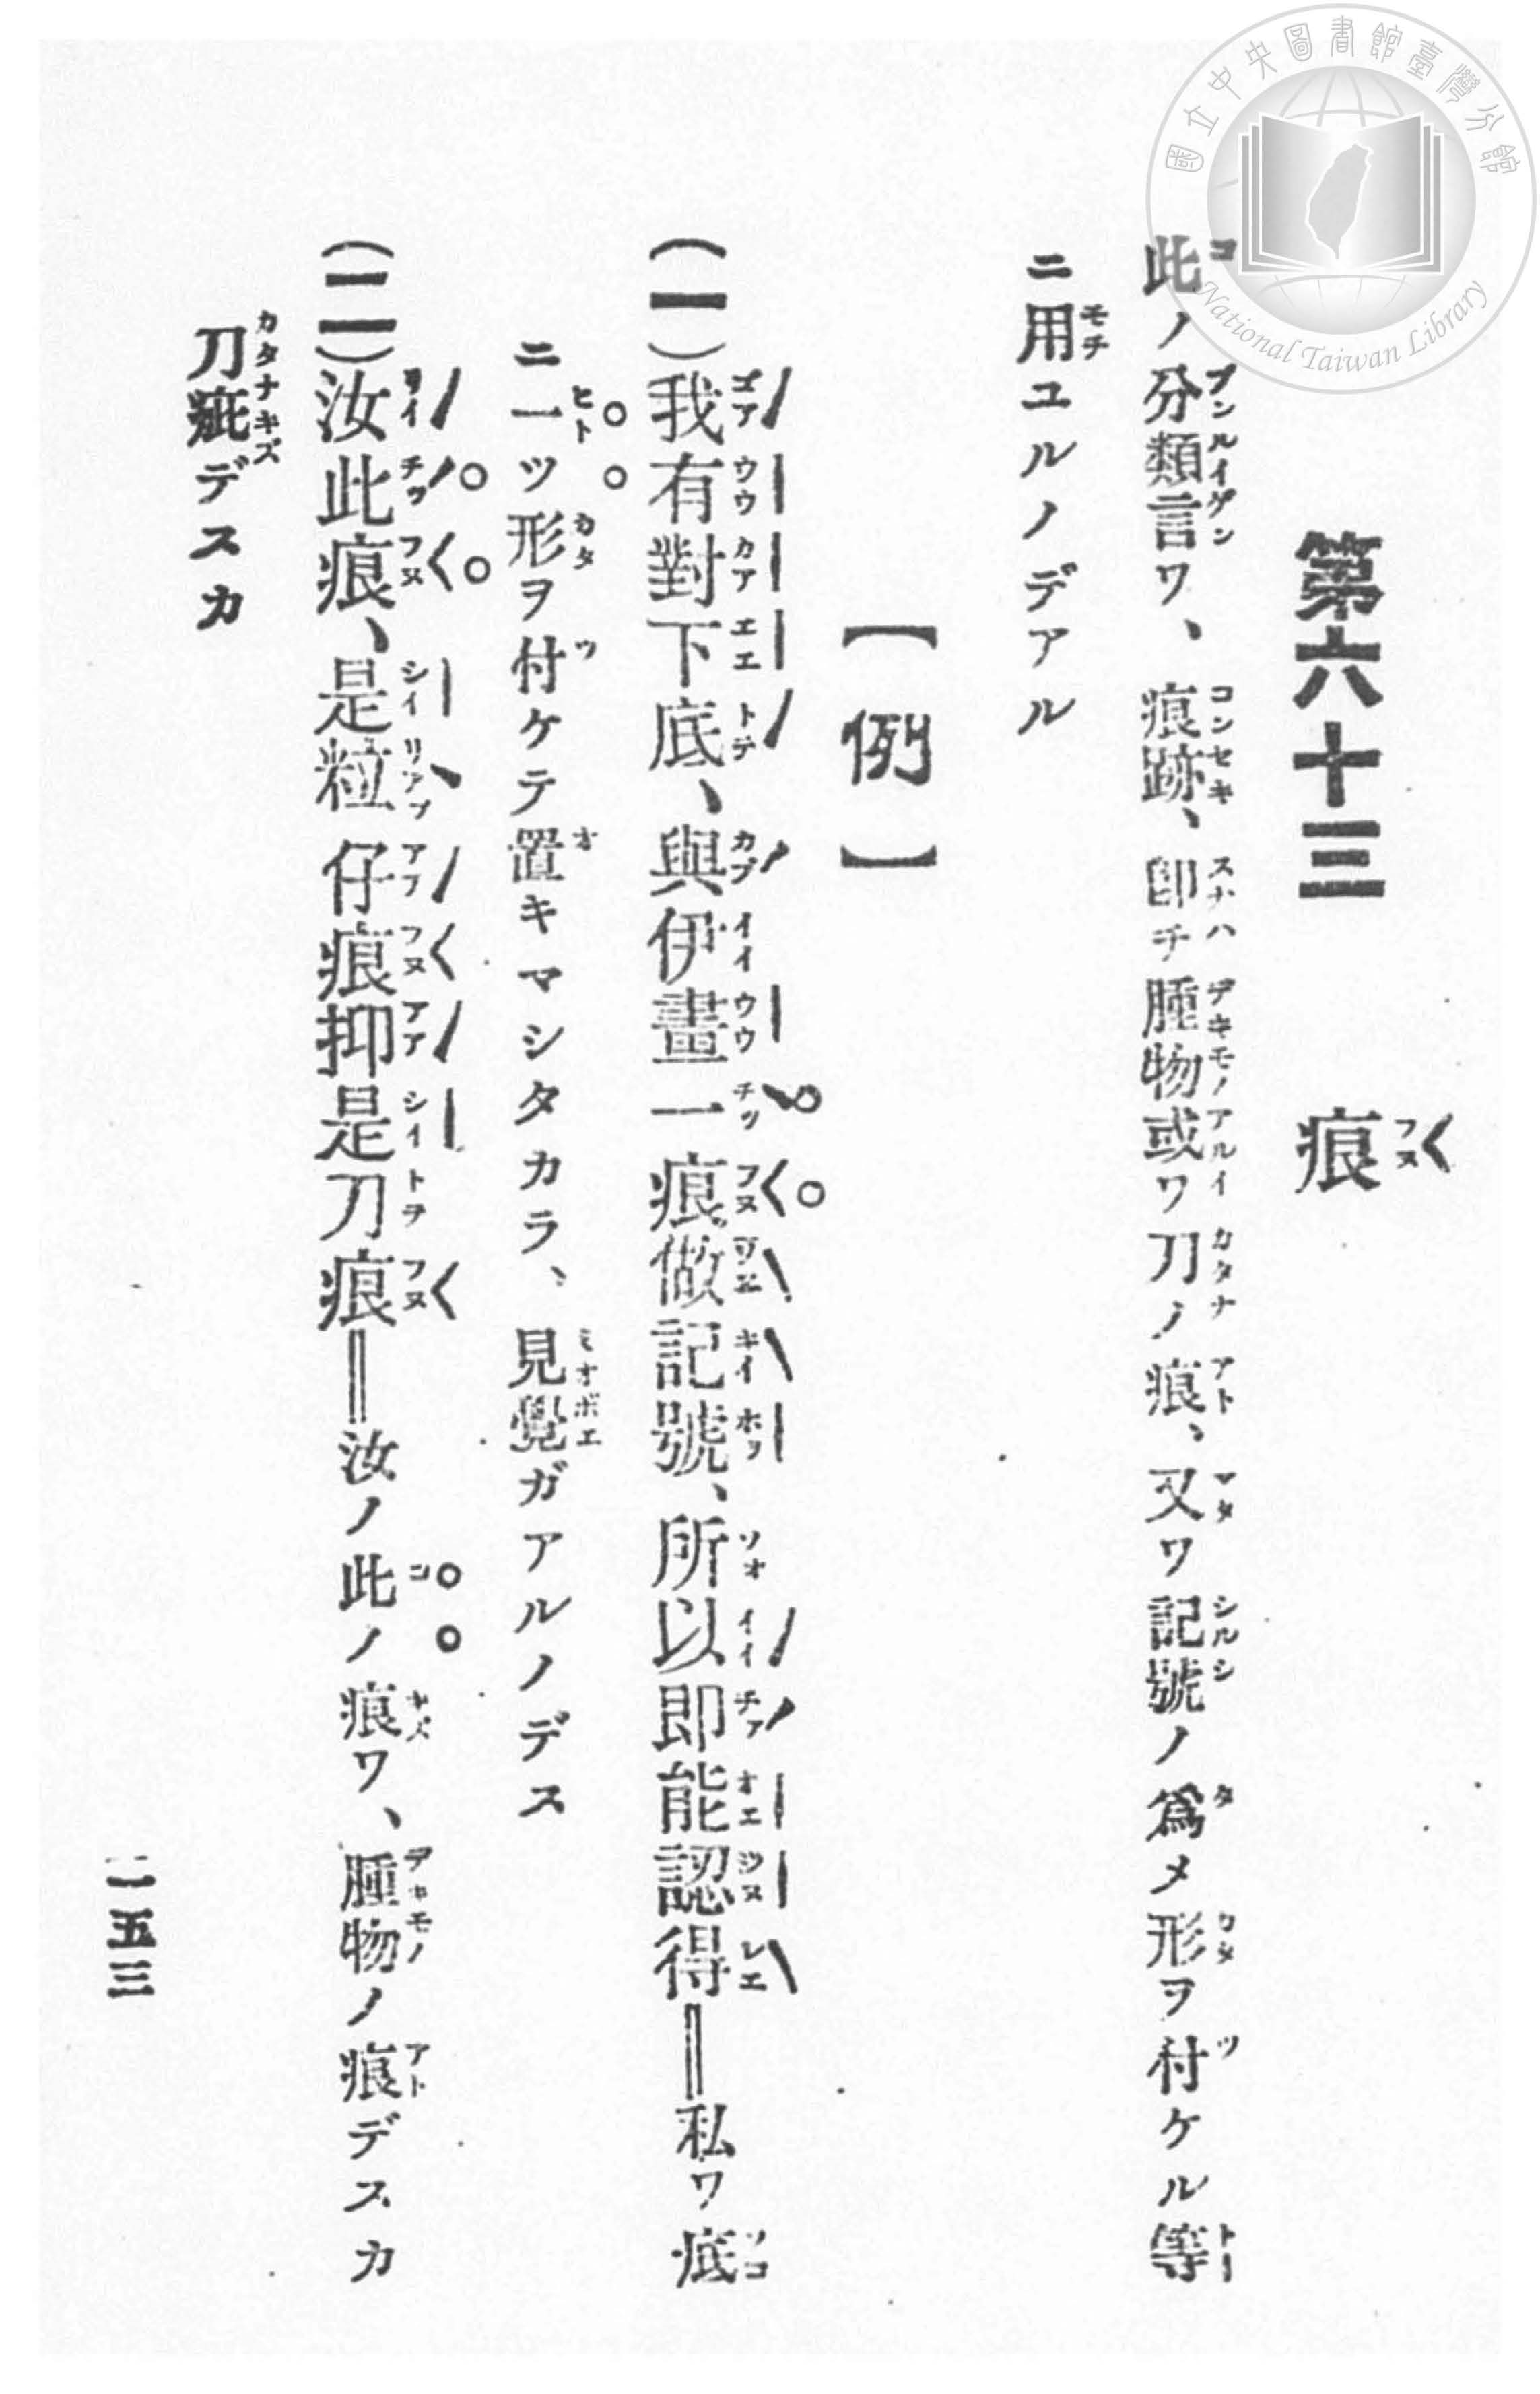 國立中央圖書館臺灣分館
National Taiwan Library
第六十三　痕
此ノ分類言ワ、痕跡、卽チ腫物或ワ刀ノ痕、又ワ記號ノ爲メ形ヲ付ケル等
ニ用ユルノデアル
【例】
(一)我有對下底、與伊畫一痕做記號、所以卽能認得＝私ワ底
ニ一ツ形ヲ付ケテ置キマシタカラ、見覺ガアルノデス
(二)汝此痕、是粒仔痕抑是刀痕＝汝ノ此ノ痕ワ、腫物ノ痕デスカ
刀疵デスカ
二五三